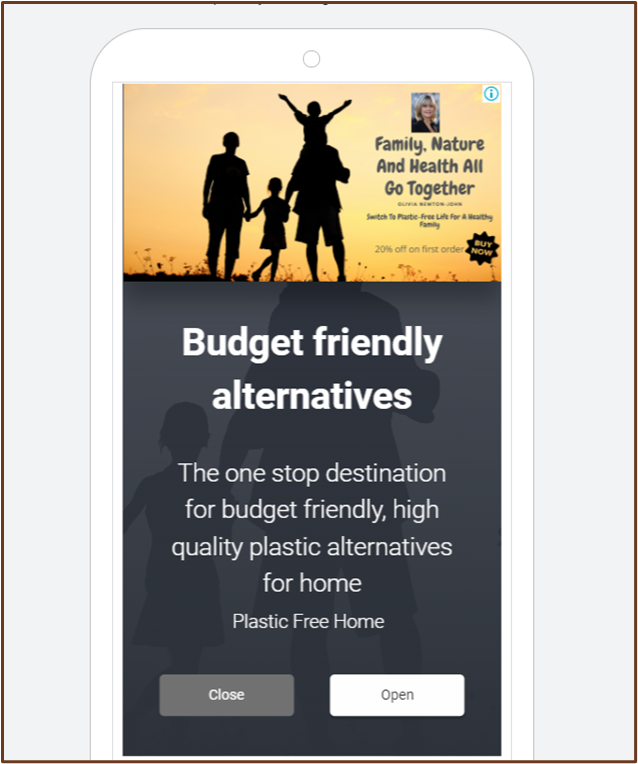 Family, Nature
And Health All
Go Together
OLIVIA NEWTON-JOHN
Switch To Plastic-Free Life For A Healthy
Family
20% off on first order
BUY
NOW
Budget friendly
alternatives
The one stop destination
for budget friendly, high
quality plastic alternatives
for home
Plastic Free Home
Close
Open